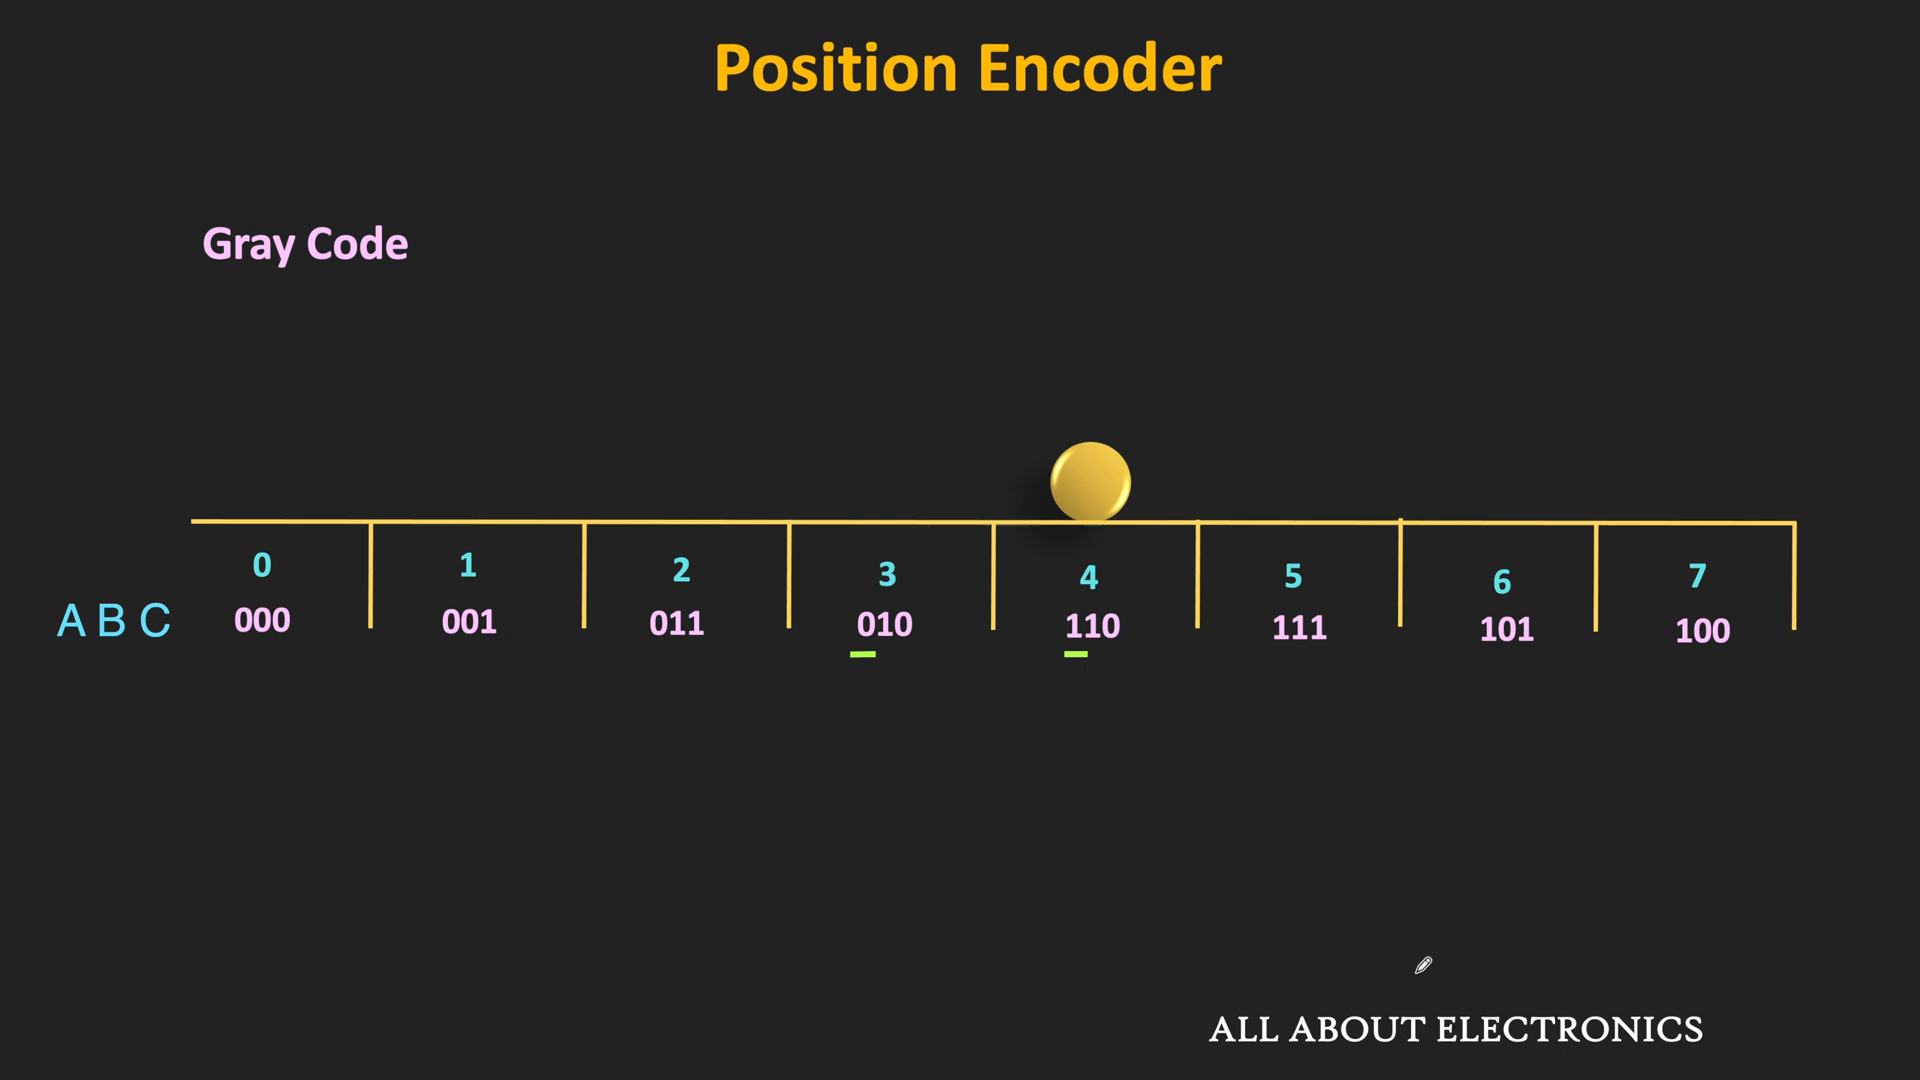 Position Encoder
Gray Code
0 1 2 3 4 5 6 7
A B C 000 001 011 010 110 111 101 100
ALL ABOUT ELECTRONICS